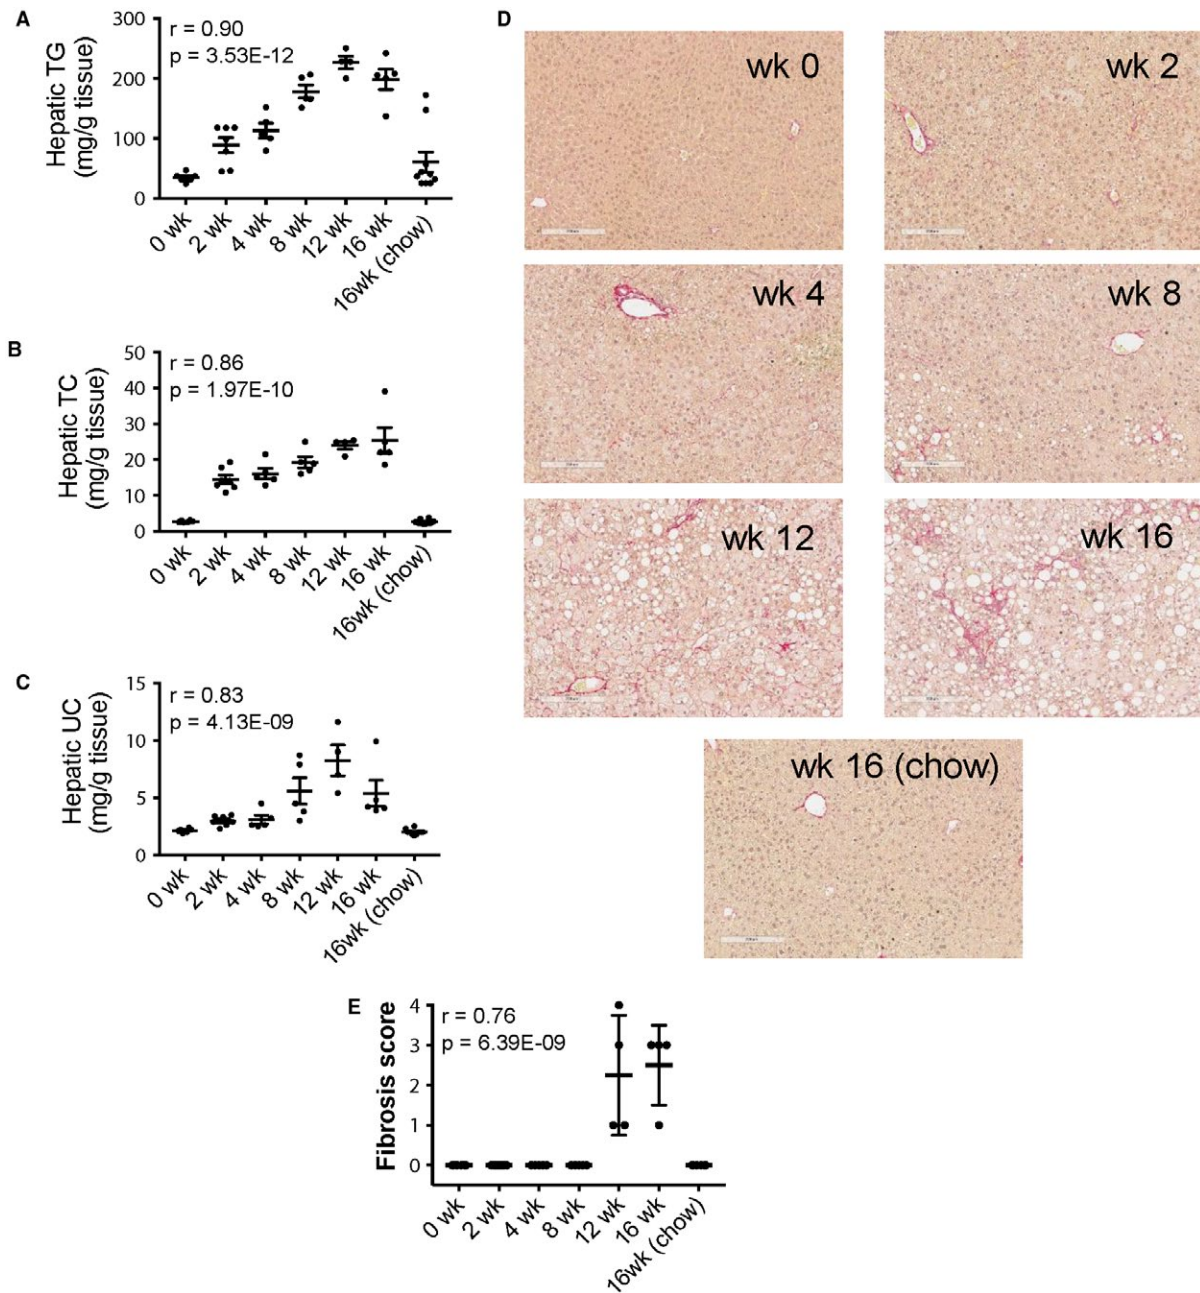 A
Hepatic TG
(mg/g tissue)
r = 0.90
p = 3.53E-12
300
200
100
0
0 wk
2 wk
4 wk
8 wk
12 wk
16 wk
16wk (chow)
B
Hepatic TC
(mg/g tissue)
r = 0.86
p = 1.97E-10
50
40
30
20
10
0
0 wk
2 wk
4 wk
8 wk
12 wk
16 wk
16wk (chow)
C
Hepatic UC
(mg/g tissue)
r = 0.83
p = 4.13E-09
15
10
5
0
0 wk
2 wk
4 wk
8 wk
12 wk
16 wk
16wk (chow)
D
wk 0
wk 2
wk 4
wk 8
wk 12
wk 16
wk 16 (chow)
E
Fibrosis score
r = 0.76
p = 6.39E-09
4
3
2
1
0
0 wk
2 wk
4 wk
8 wk
12 wk
16 wk
16wk (chow)